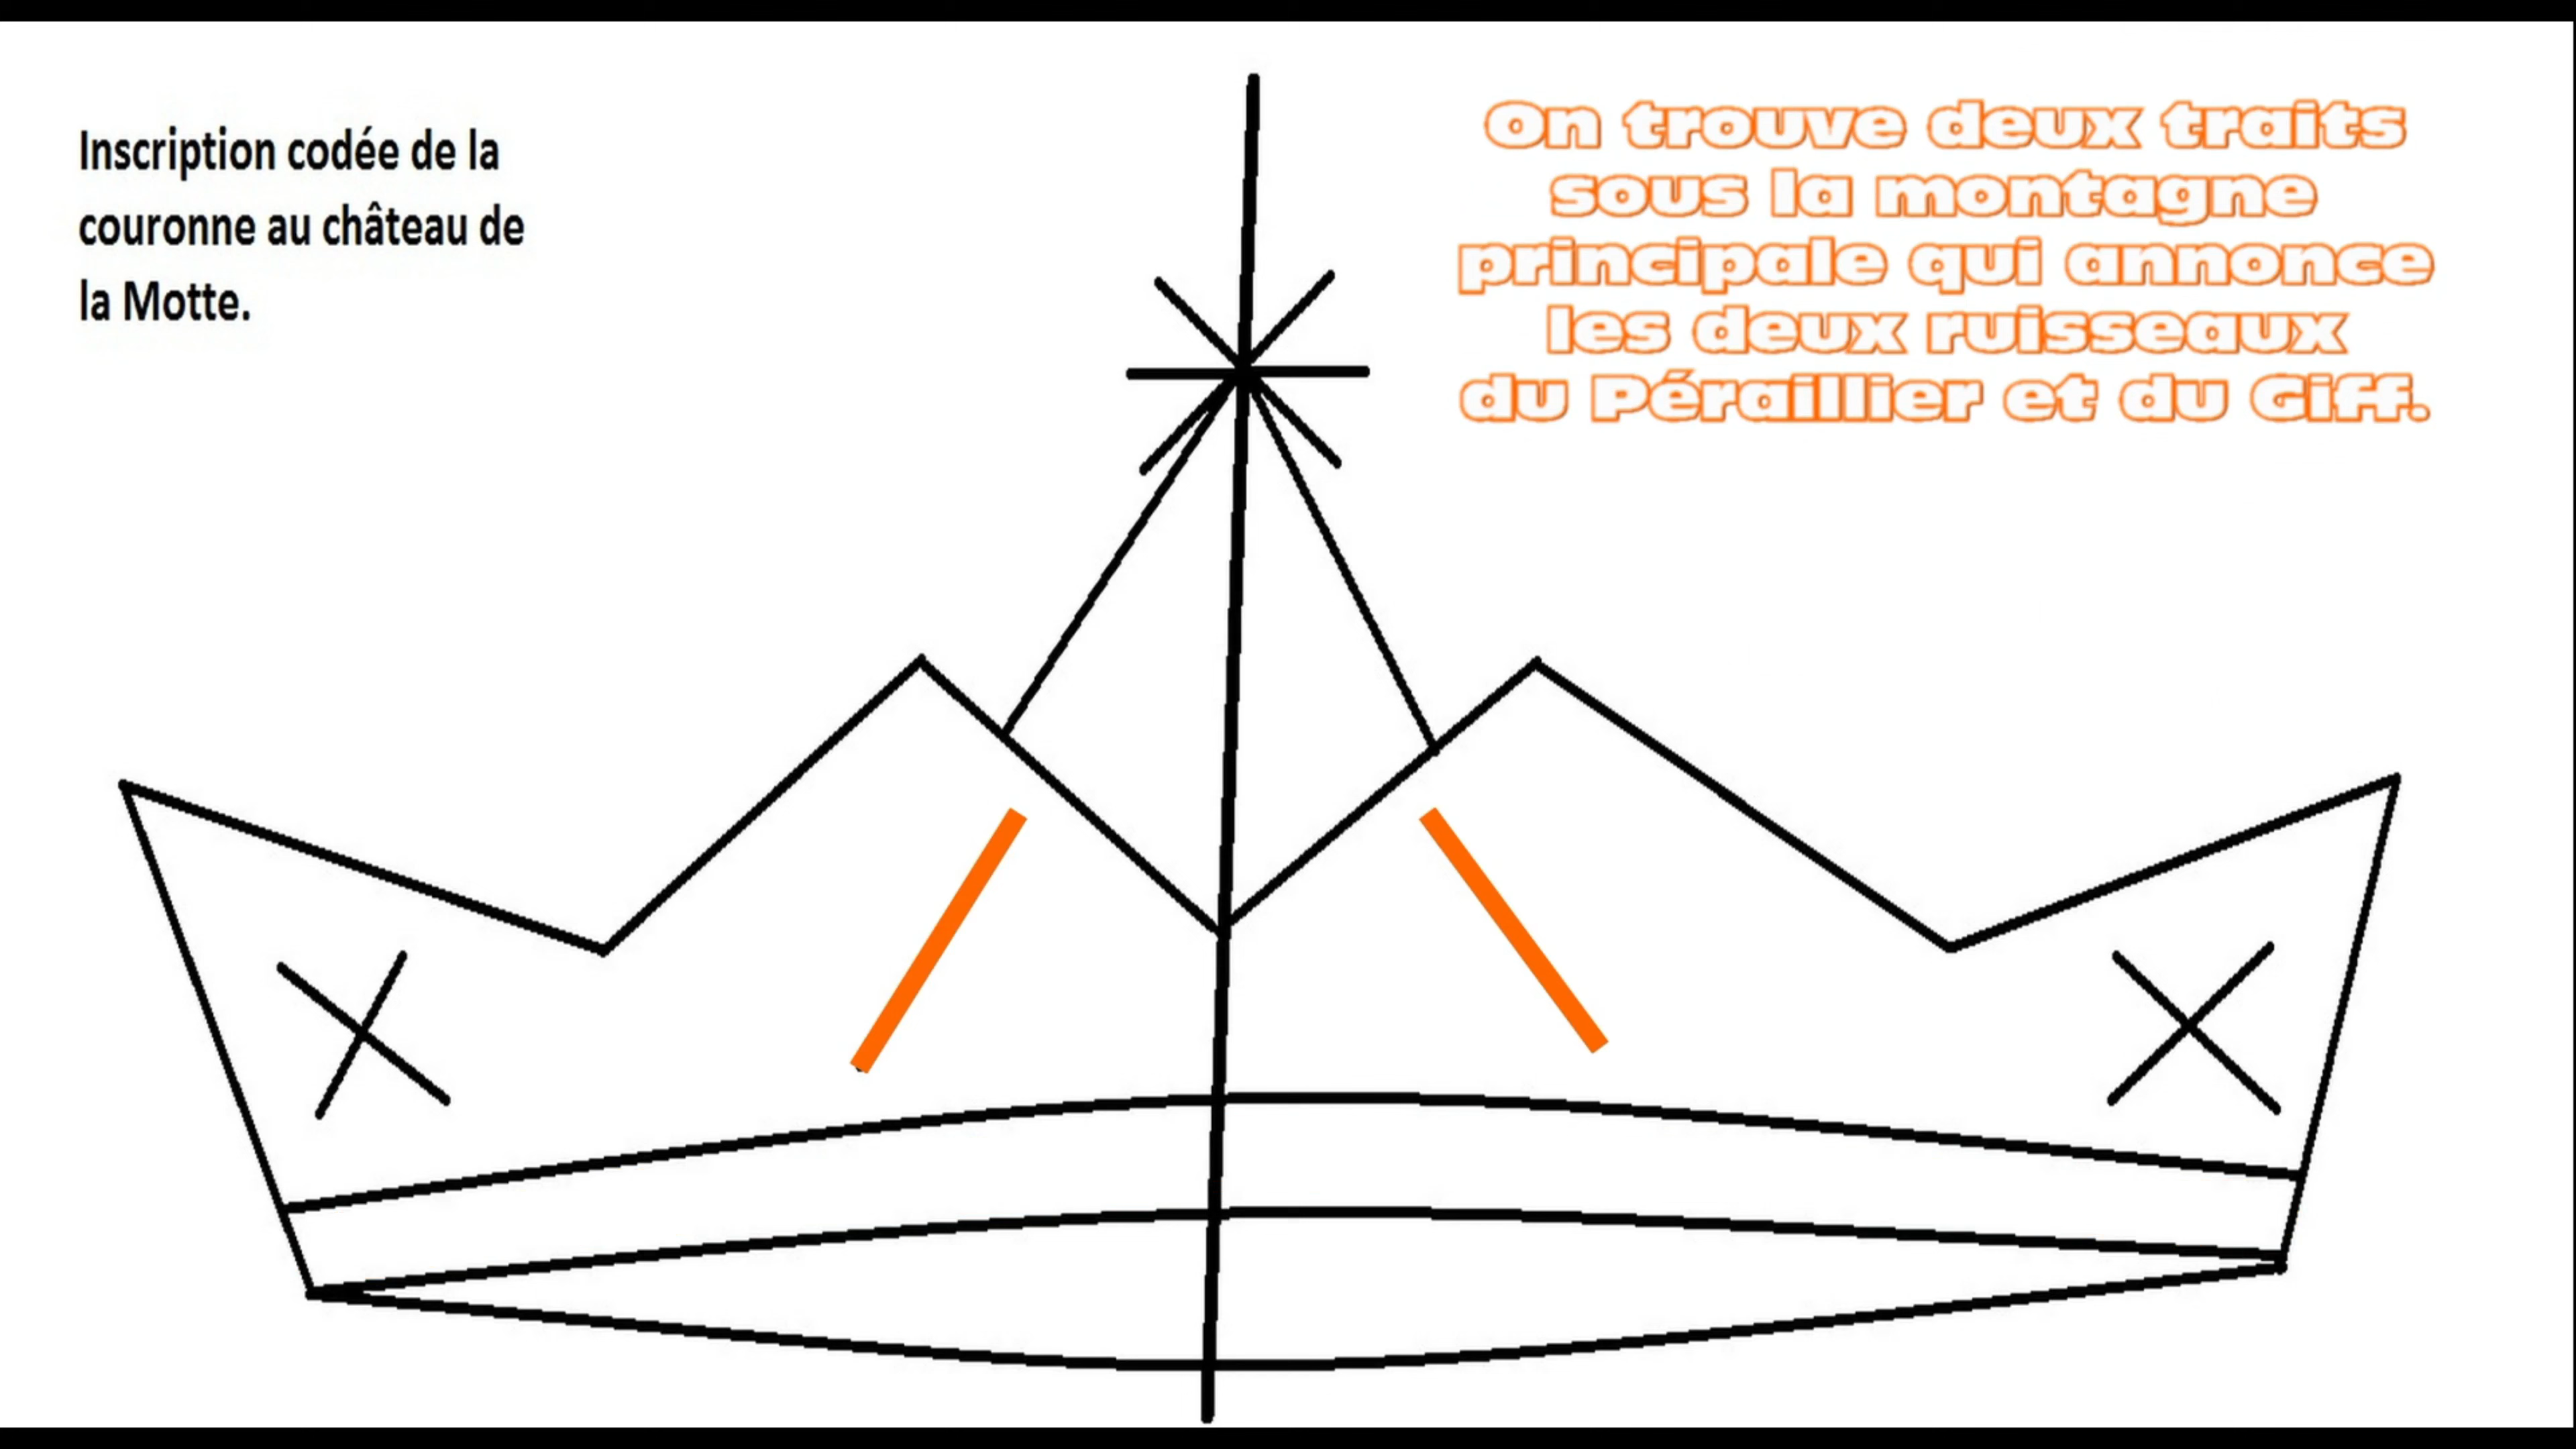 Inscription codée de la
couronne au château de
la Motte.
On trouve deux traits
sous la montagne
principale qui annonce
les deux ruisseaux
du Péraillier et du Giff.